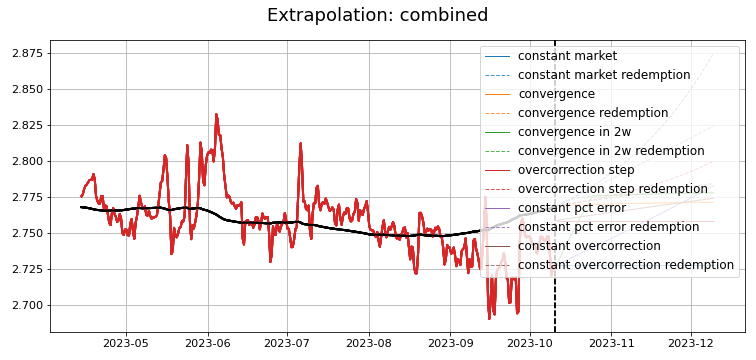 Extrapolation: combined
2.875
2.850
2.825
2.800
2.775
2.750
2.725
2.700
constant market
constant market redemption
convergence
convergence redemption
convergence in 2w
convergence in 2w redemption
overcorrection step
overcorrection step redemption
constant pct error
constant pct error redemption
constant overcorrection
constant overcorrection redemption
2023-05 2023-06 2023-07 2023-08 2023-09 2023-10 2023-11 2023-12